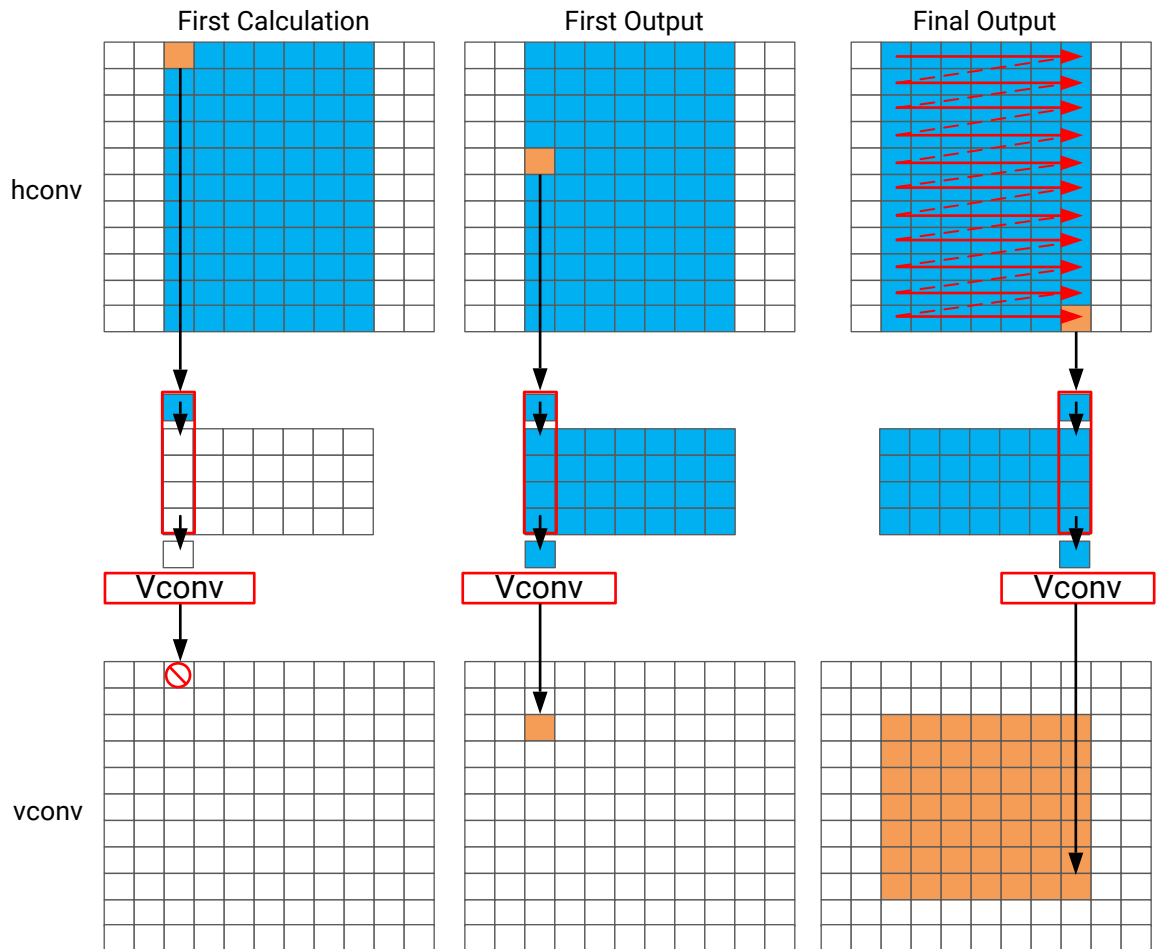 First Calculation
First Output
Final Output
hconv
Vconv
Vconv
Vconv
vconv